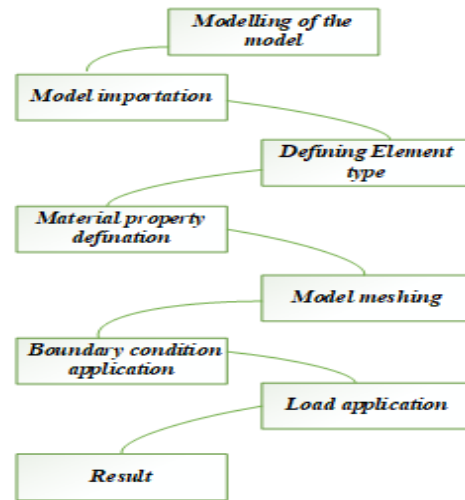 Modelling of the
model
Model importation
Defining Element
type
Material property
defination
Model meshing
Boundary condition
application
Load application
Result